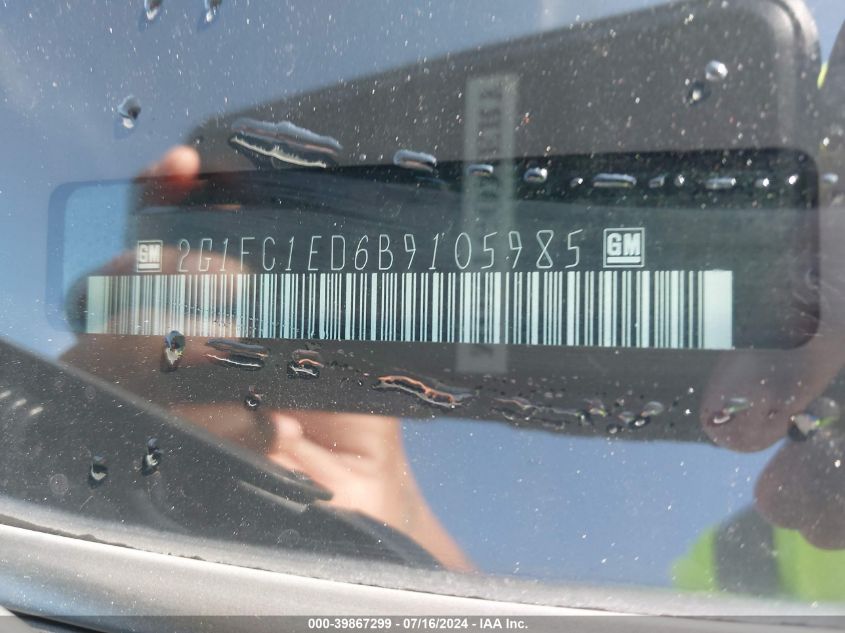 GM 2G1FC1ED6B9105985 GM
000-39867299 / 07/16/2024 - IAA Inc.